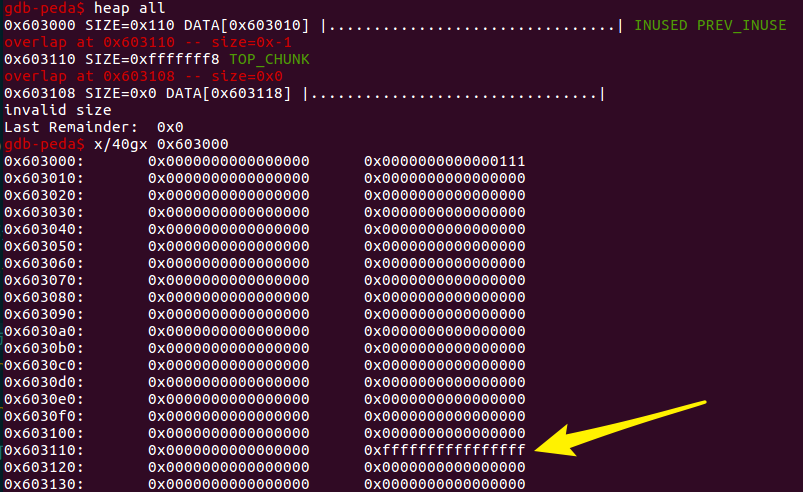 gdb-peda$ heap all
0x603000 SIZE=0x110 DATA[0x603010] |................................| INUSED PREV_INUSE
overlap at 0x603110 -- size=0x-1
0x603110 SIZE=0xfffffff8 TOP_CHUNK
overlap at 0x603108 -- size=0x0
0x603108 SIZE=0x0 DATA[0x603118] |................................|
invalid size
Last Remainder:  0x0
gdb-peda$ x/40gx 0x603000
0x603000: 0x0000000000000000 0x0000000000000111
0x603010: 0x0000000000000000 0x0000000000000000
0x603020: 0x0000000000000000 0x0000000000000000
0x603030: 0x0000000000000000 0x0000000000000000
0x603040: 0x0000000000000000 0x0000000000000000
0x603050: 0x0000000000000000 0x0000000000000000
0x603060: 0x0000000000000000 0x0000000000000000
0x603070: 0x0000000000000000 0x0000000000000000
0x603080: 0x0000000000000000 0x0000000000000000
0x603090: 0x0000000000000000 0x0000000000000000
0x6030a0: 0x0000000000000000 0x0000000000000000
0x6030b0: 0x0000000000000000 0x0000000000000000
0x6030c0: 0x0000000000000000 0x0000000000000000
0x6030d0: 0x0000000000000000 0x0000000000000000
0x6030e0: 0x0000000000000000 0x0000000000000000
0x6030f0: 0x0000000000000000 0x0000000000000000
0x603100: 0x0000000000000000 0x0000000000000000
0x603110: 0x0000000000000000 0xffffffffffffffff
0x603120: 0x0000000000000000 0x0000000000000000
0x603130: 0x0000000000000000 0x0000000000000000